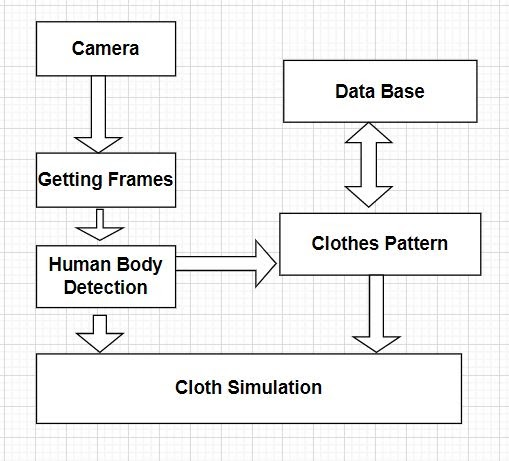 Camera
Data Base
Getting Frames
Clothes Pattern
Human Body
Detection
Cloth Simulation